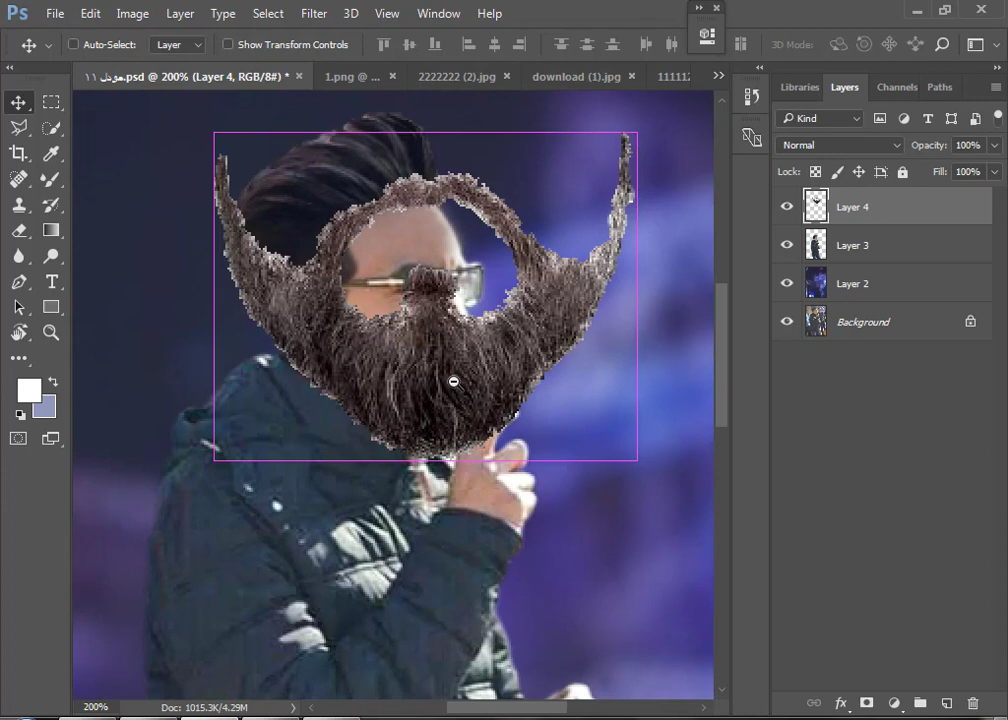 Ps File Edit Image Layer Type Select Filter 3D View Window Help
Auto-Select: Layer Show Transform Controls 3D Mode:
موديل ١١.psd @ 200% (Layer 4, RGB/8#) * × 1.png @ ... × 2222222 (2).jpg × download (1).jpg × 111112
Libraries Layers Channels Paths
Kind
Normal Opacity: 100%
Lock: Fill: 100%
Layer 4
Layer 3
Layer 2
Background
200% Doc: 1015.3K/4.29M